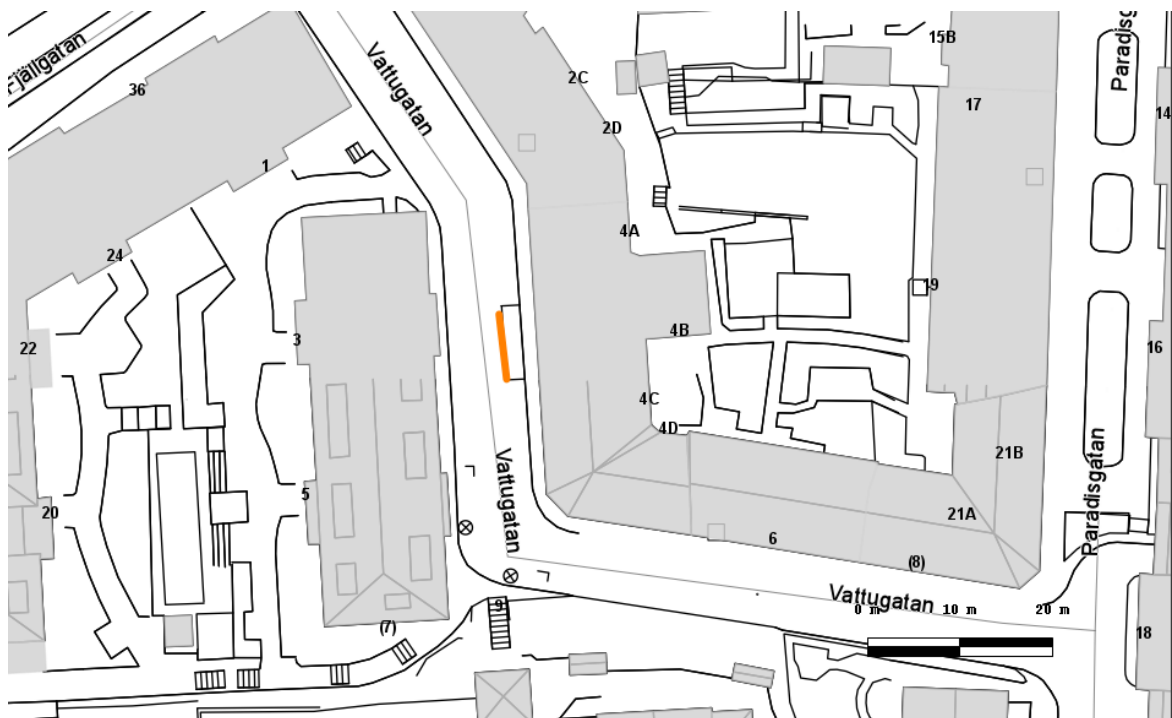 Fjällgatan
36
Vattugatan
2C
15B
Paradisg
2D
17
14
1
4A
24
19
4B
22
3
16
4C
4D
Vattugatan
21B
5
20
Paradisgatan
21A
6
(8)
Vattugatan
0 m 10 m 20 m
9
(7)
18